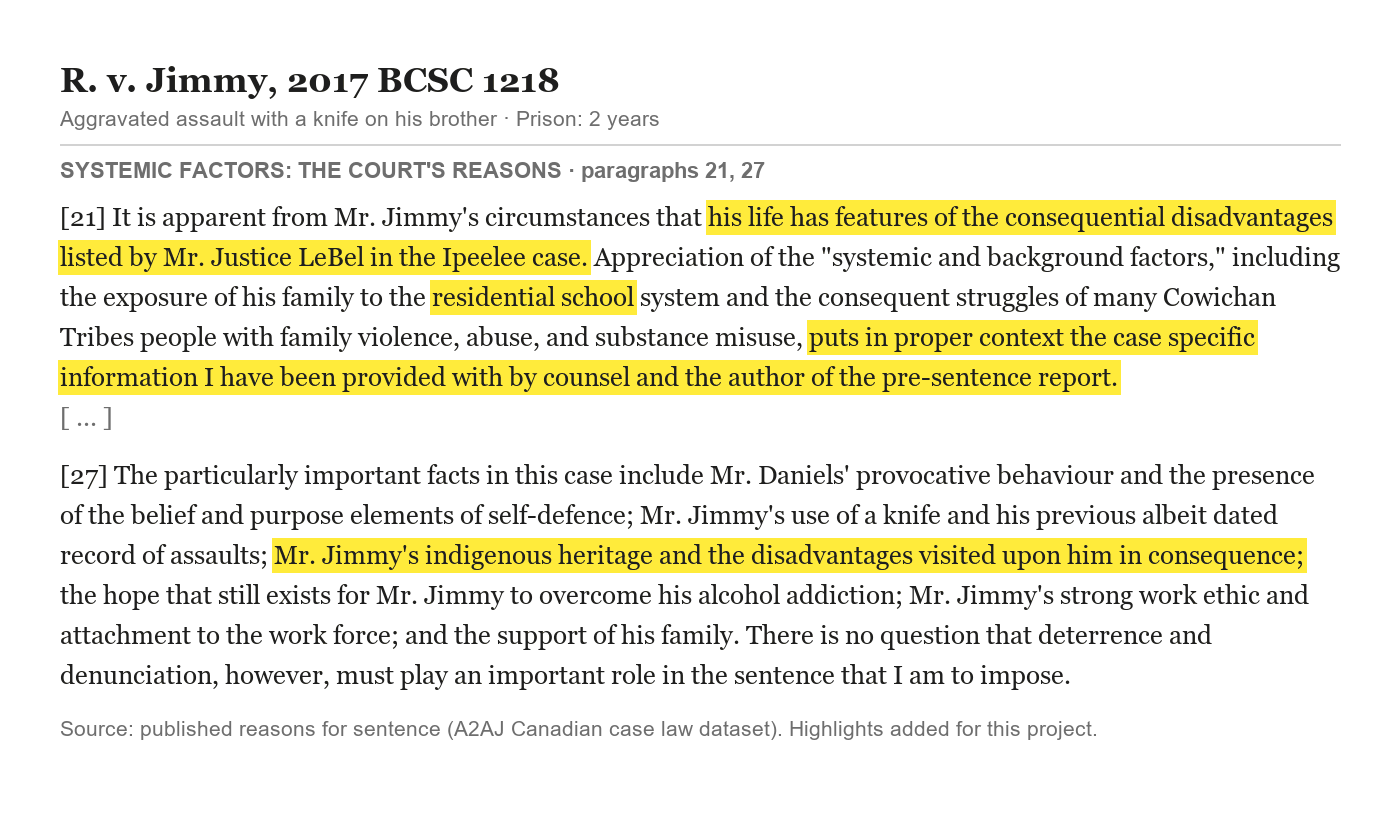 R. v. Jimmy, 2017 BCSC 1218
Aggravated assault with a knife on his brother · Prison: 2 years
SYSTEMIC FACTORS: THE COURT'S REASONS · paragraphs 21, 27
[21] It is apparent from Mr. Jimmy's circumstances that his life has features of the consequential disadvantages
listed by Mr. Justice LeBel in the Ipeelee case. Appreciation of the "systemic and background factors," including
the exposure of his family to the residential school system and the consequent struggles of many Cowichan
Tribes people with family violence, abuse, and substance misuse, puts in proper context the case specific
information I have been provided with by counsel and the author of the pre-sentence report.
[ ... ]
[27] The particularly important facts in this case include Mr. Daniels' provocative behaviour and the presence
of the belief and purpose elements of self-defence; Mr. Jimmy's use of a knife and his previous albeit dated
record of assaults; Mr. Jimmy's indigenous heritage and the disadvantages visited upon him in consequence;
the hope that still exists for Mr. Jimmy to overcome his alcohol addiction; Mr. Jimmy's strong work ethic and
attachment to the work force; and the support of his family. There is no question that deterrence and
denunciation, however, must play an important role in the sentence that I am to impose.
Source: published reasons for sentence (A2AJ Canadian case law dataset). Highlights added for this project.